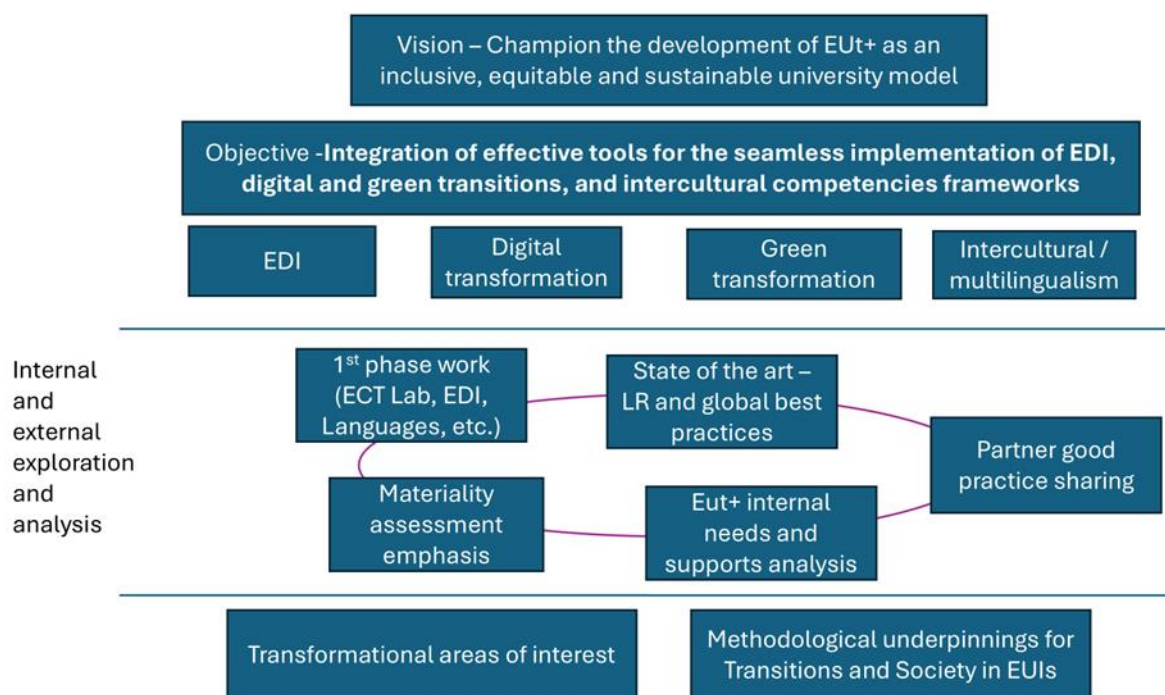 Vision – Champion the development of EUt+ as an
inclusive, equitable and sustainable university model
Objective -Integration of effective tools for the seamless implementation of EDI,
digital and green transitions, and intercultural competencies frameworks
EDI
Digital
transformation
Green
transformation
Intercultural /
multilingualism
Internal
and
external
exploration
and
analysis
1st phase work
(ECT Lab, EDI,
Languages, etc.)
State of the art –
LR and global best
practices
Partner good
practice sharing
Materiality
assessment
emphasis
Eut+ internal
needs and
supports analysis
Transformational areas of interest
Methodological underpinnings for
Transitions and Society in EUIs